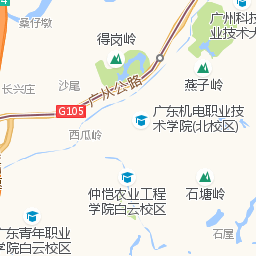 桑仔墩
广州科技
业技术大
得岗岭
燕子岭
长兴庄
沙尾
广从公路
G105
广东机电职业技
术学院(北校区)
西瓜岭
仲恺农业工程
学院白云校区
石塘岭
广东青年职业
学院白云校区
石屋